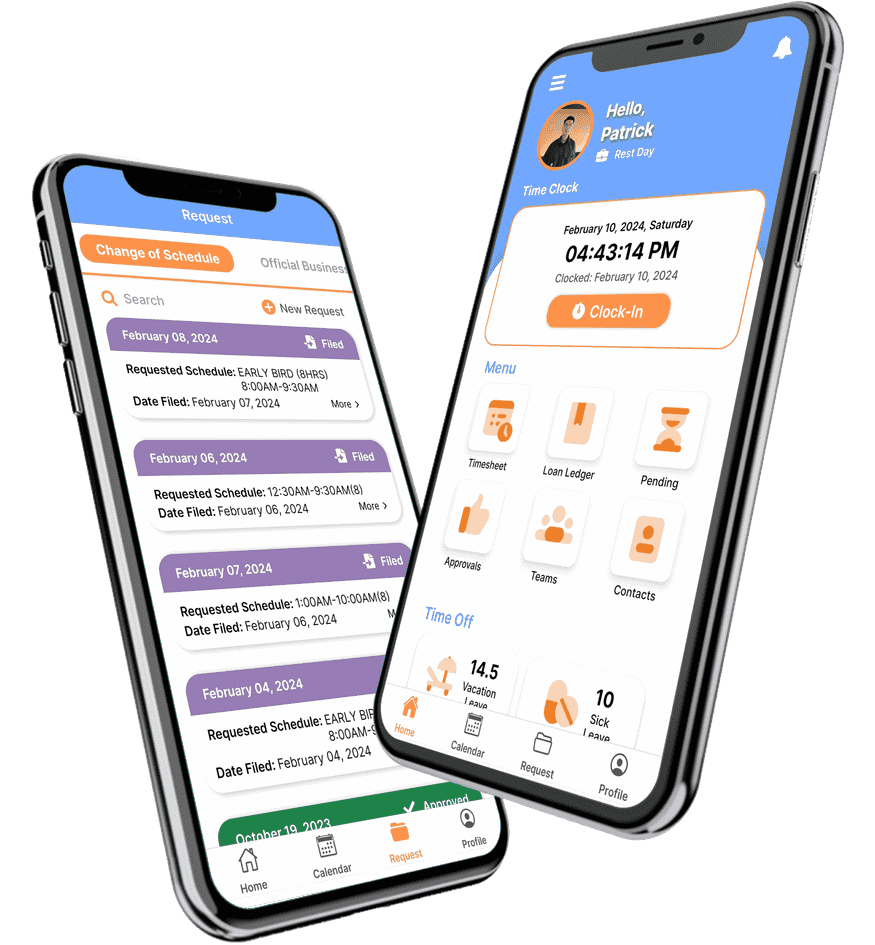 Request
Change of Schedule
Official Business
Search
New Request
February 08, 2024
Filed
Requested Schedule: EARLY BIRD (8HRS)
8:00AM-9:30AM
Date Filed: February 07, 2024
More
February 06, 2024
Filed
Requested Schedule: 12:30AM-9:30AM(8)
Date Filed: February 06, 2024
More
February 07, 2024
Filed
Requested Schedule: 1:00AM-10:00AM(8)
Date Filed: February 06, 2024
February 04, 2024
Requested Schedule: EARLY
Date Filed: February 04, 2024
October 19, 2023
Approved
Home
Calendar
Request
Profile
Hello,
Patrick
Rest Day
Time Clock
February 10, 2024, Saturday
04:43:14 PM
Clocked: February 10, 2024
Clock-In
Menu
Timesheet
Loan Ledger
Pending
Approvals
Teams
Contacts
Time Off
14.5
Vacation
Leave
10
Sick
Leave
Home
Calendar
Request
Profile